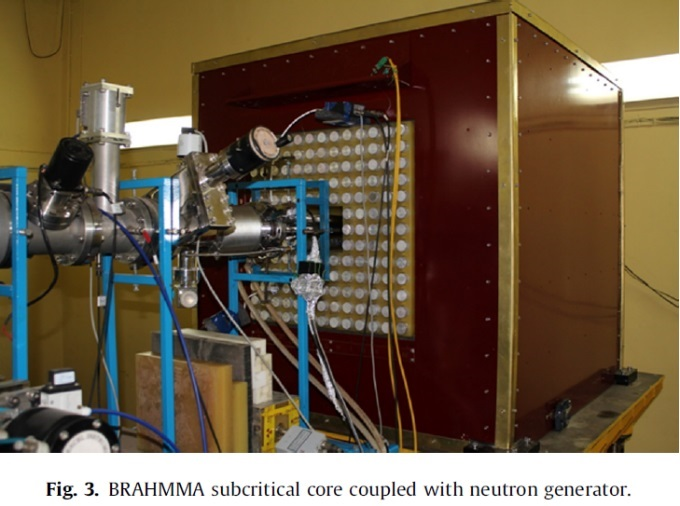 Fig. 3. BRAHMMA subcritical core coupled with neutron generator.